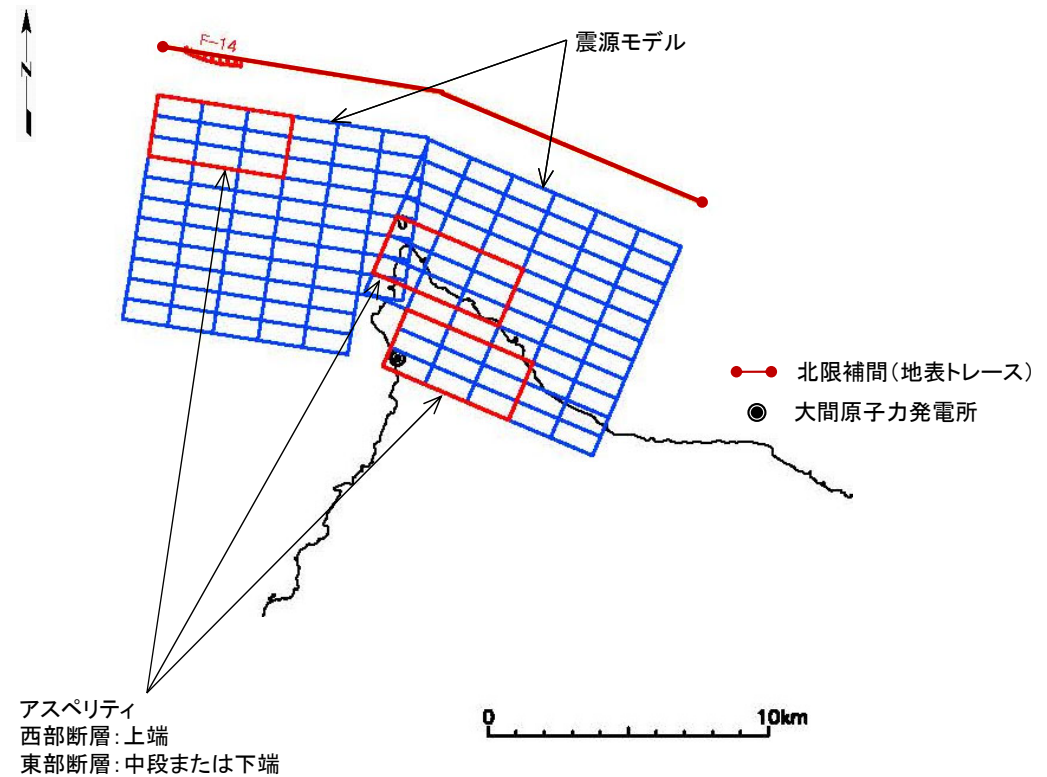 N
F-14
震源モデル
北限補間(地表トレース)
大間原子力発電所
アスペリティ
西部断層:上端
東部断層:中段または下端
0 10km